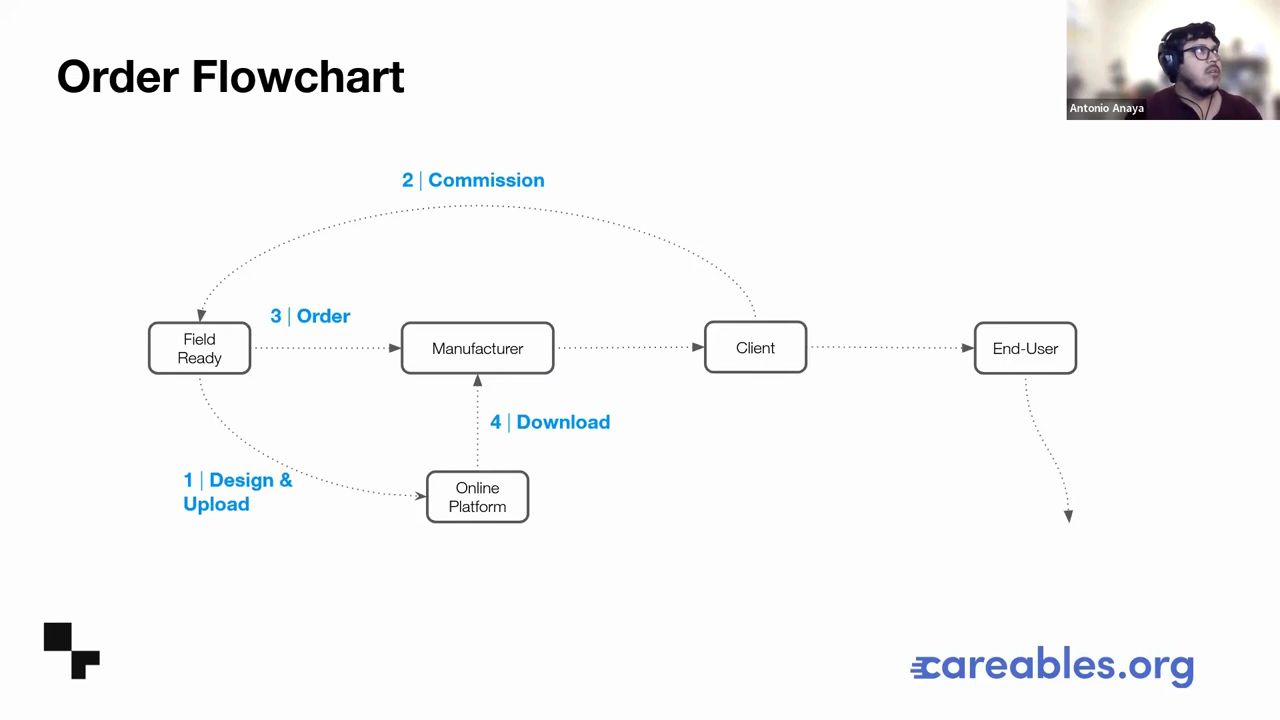 Order Flowchart
Antonio Anaya
2 | Commission
3 | Order
Field
Ready
Manufacturer
Client
End-User
4 | Download
1 | Design &
Upload
Online
Platform
careables.org